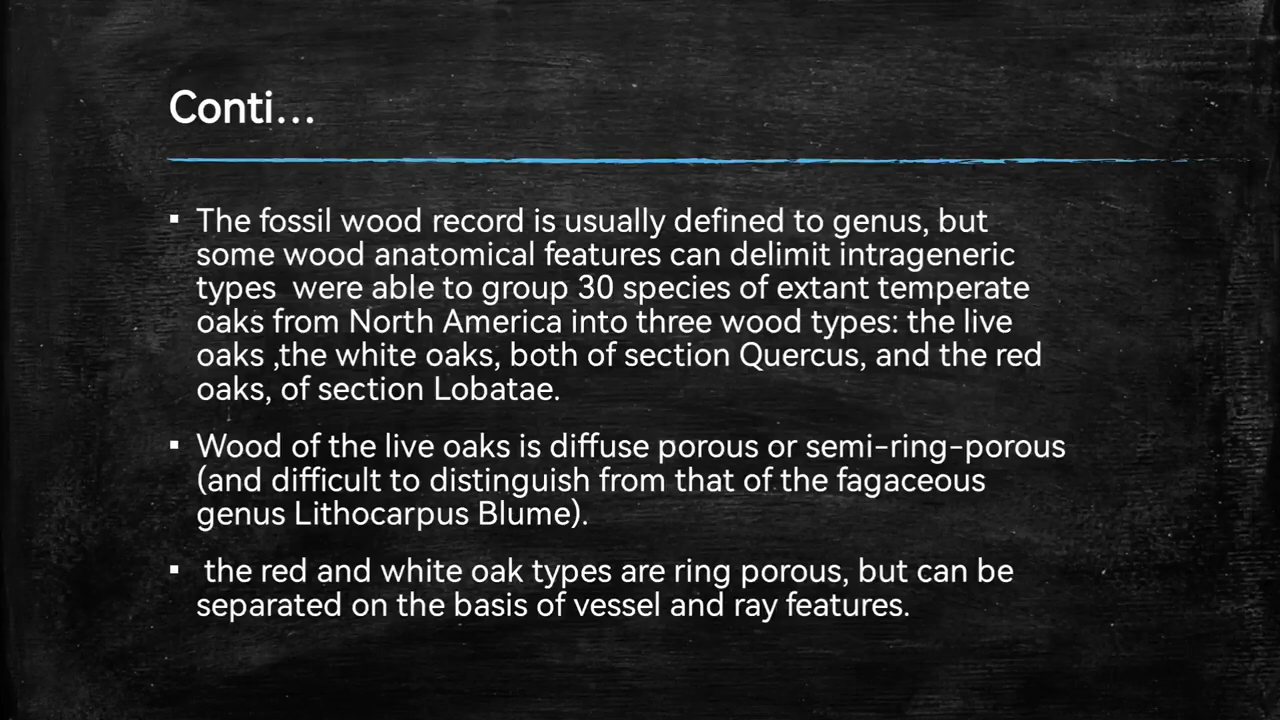 Conti...
▪ The fossil wood record is usually defined to genus, but
some wood anatomical features can delimit intrageneric
types  were able to group 30 species of extant temperate
oaks from North America into three wood types: the live
oaks ,the white oaks, both of section Quercus, and the red
oaks, of section Lobatae.
▪ Wood of the live oaks is diffuse porous or semi-ring-porous
(and difficult to distinguish from that of the fagaceous
genus Lithocarpus Blume).
▪ the red and white oak types are ring porous, but can be
separated on the basis of vessel and ray features.